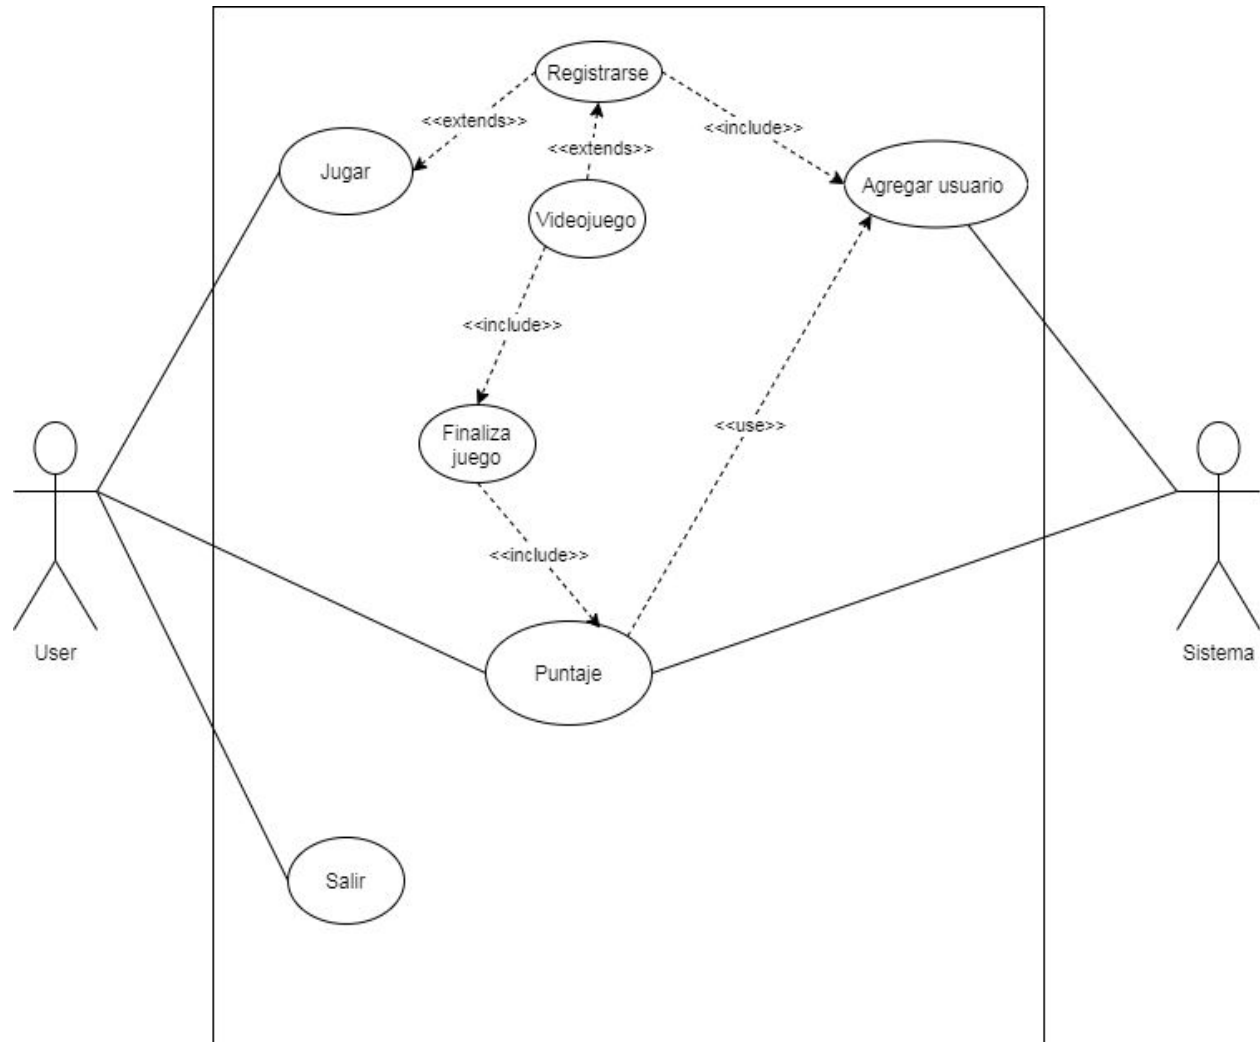 Registrarse
<<extends>>
<<include>>
<<extends>>
Jugar
Agregar usuario
Videojuego
<<include>>
Finaliza
juego
<<use>>
<<include>>
User
Sistema
Puntaje
Salir